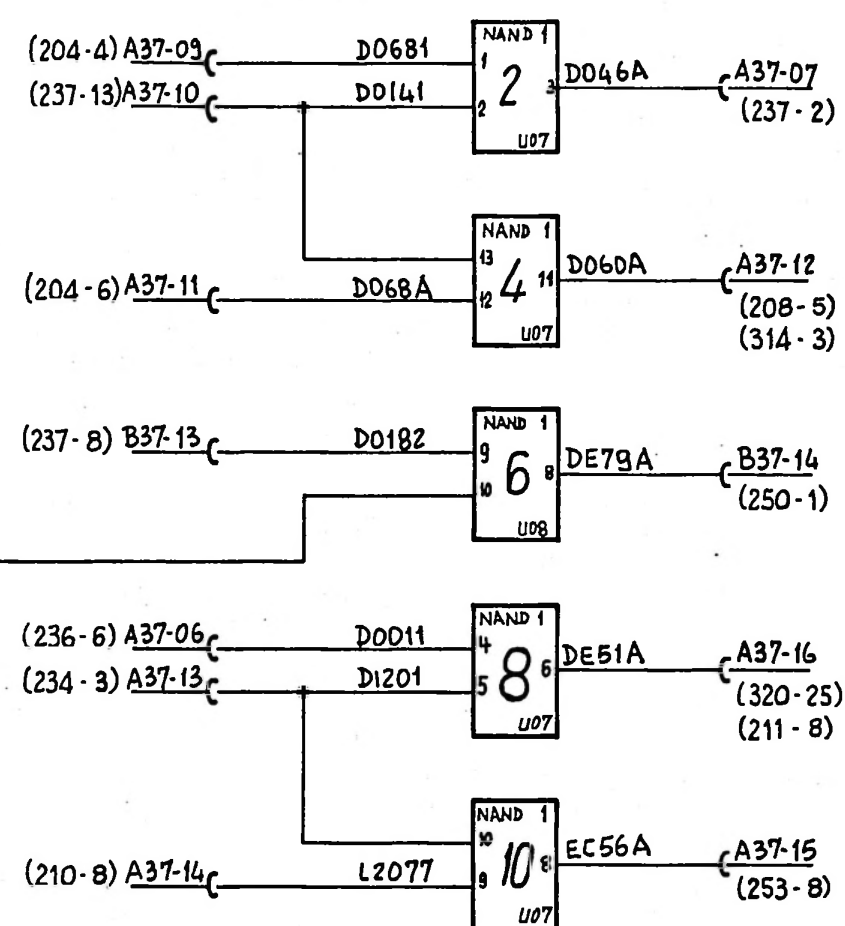 (204-4) A37-09 D0681 NAND 1 1 2 3 D046A A37-07
(237-13) A37-10 D0141 2 U07 (237-2)
NAND 1
13
(204-6) A37-11 D068A 12 4 11 D060A A37-12
U07 (208-5)
(314-3)
NAND 1
(237-8) B37-13 D0182 9 6 8 DE79A B37-14
10 (250-1)
U08
NAND 1
(236-6) A37-06 D0011 4 8 6 DE51A A37-16
(234-3) A37-13 D1201 5 (320-25)
U07 (211-8)
NAND 1
10 10 8 EC56A A37-15
(210-8) A37-14 L2077 9 (253-8)
U07